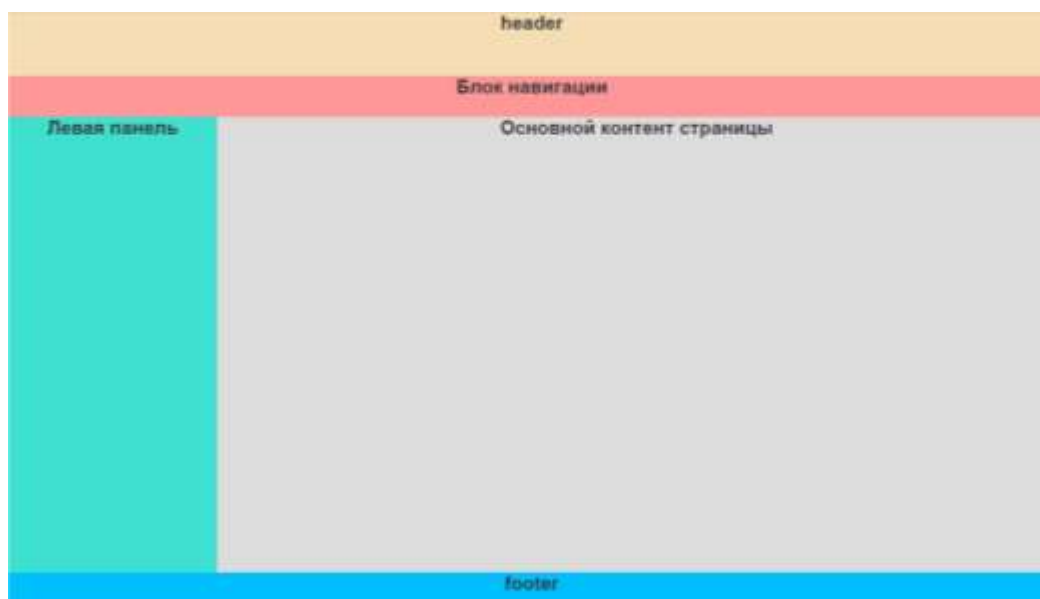 header
Блок навигации
Левая панель
Основной контент страницы
footer